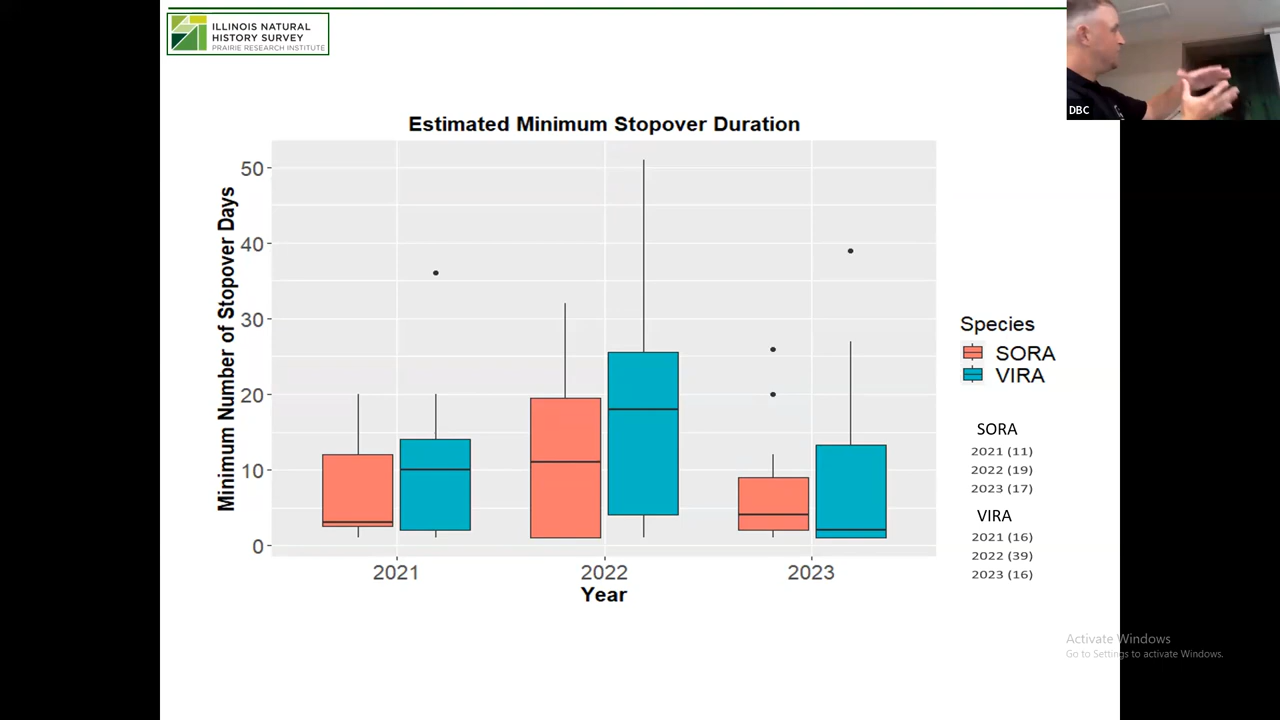 ILLINOIS NATURAL
HISTORY SURVEY
PRAIRIE RESEARCH INSTITUTE
DBC
Estimated Minimum Stopover Duration
Minimum Number of Stopover Days
50
40
30
20
10
0
2021
2022
2023
Year
Species
SORA
VIRA
SORA
2021 (11)
2022 (19)
2023 (17)
VIRA
2021 (16)
2022 (39)
2023 (16)
Activate Windows
Go to Settings to activate Windows.